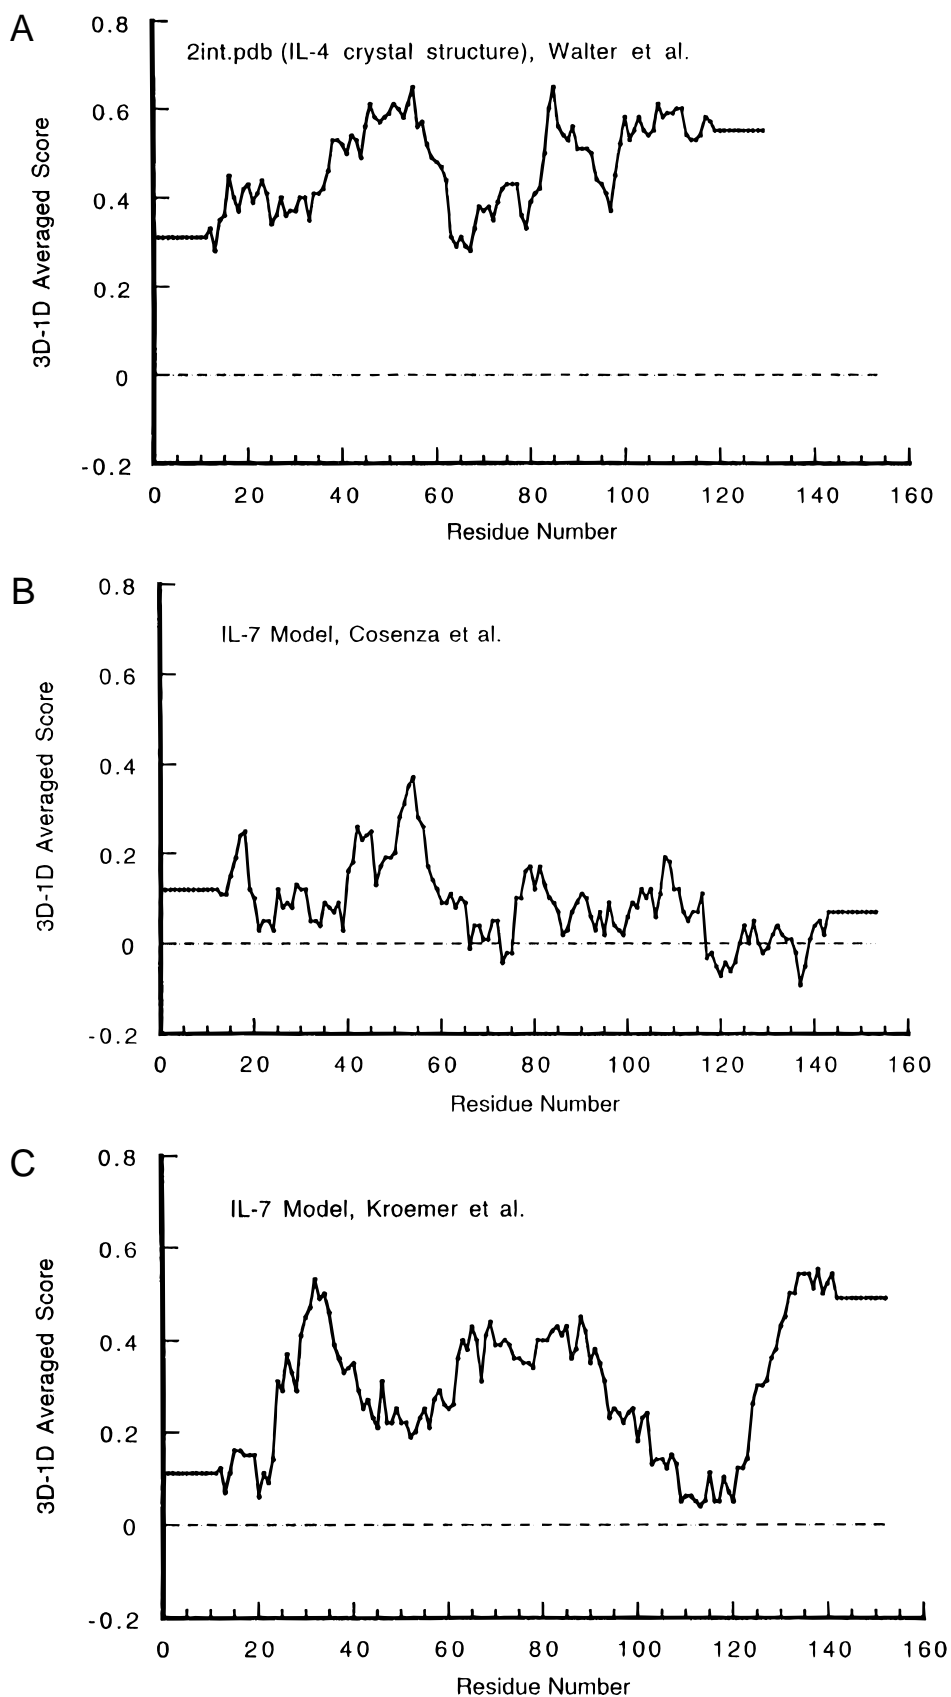 A
0.8
2int.pdb (IL-4 crystal structure), Walter et al.
0.6
0.4
0.2
0
-0.2
3D-1D Averaged Score
0 20 40 60 80 100 120 140 160
Residue Number
B
0.8
IL-7 Model, Cosenza et al.
0.6
0.4
0.2
0
-0.2
3D-1D Averaged Score
0 20 40 60 80 100 120 140 160
Residue Number
C
0.8
IL-7 Model, Kroemer et al.
0.6
0.4
0.2
0
-0.2
3D-1D Averaged Score
0 20 40 60 80 100 120 140 160
Residue Number